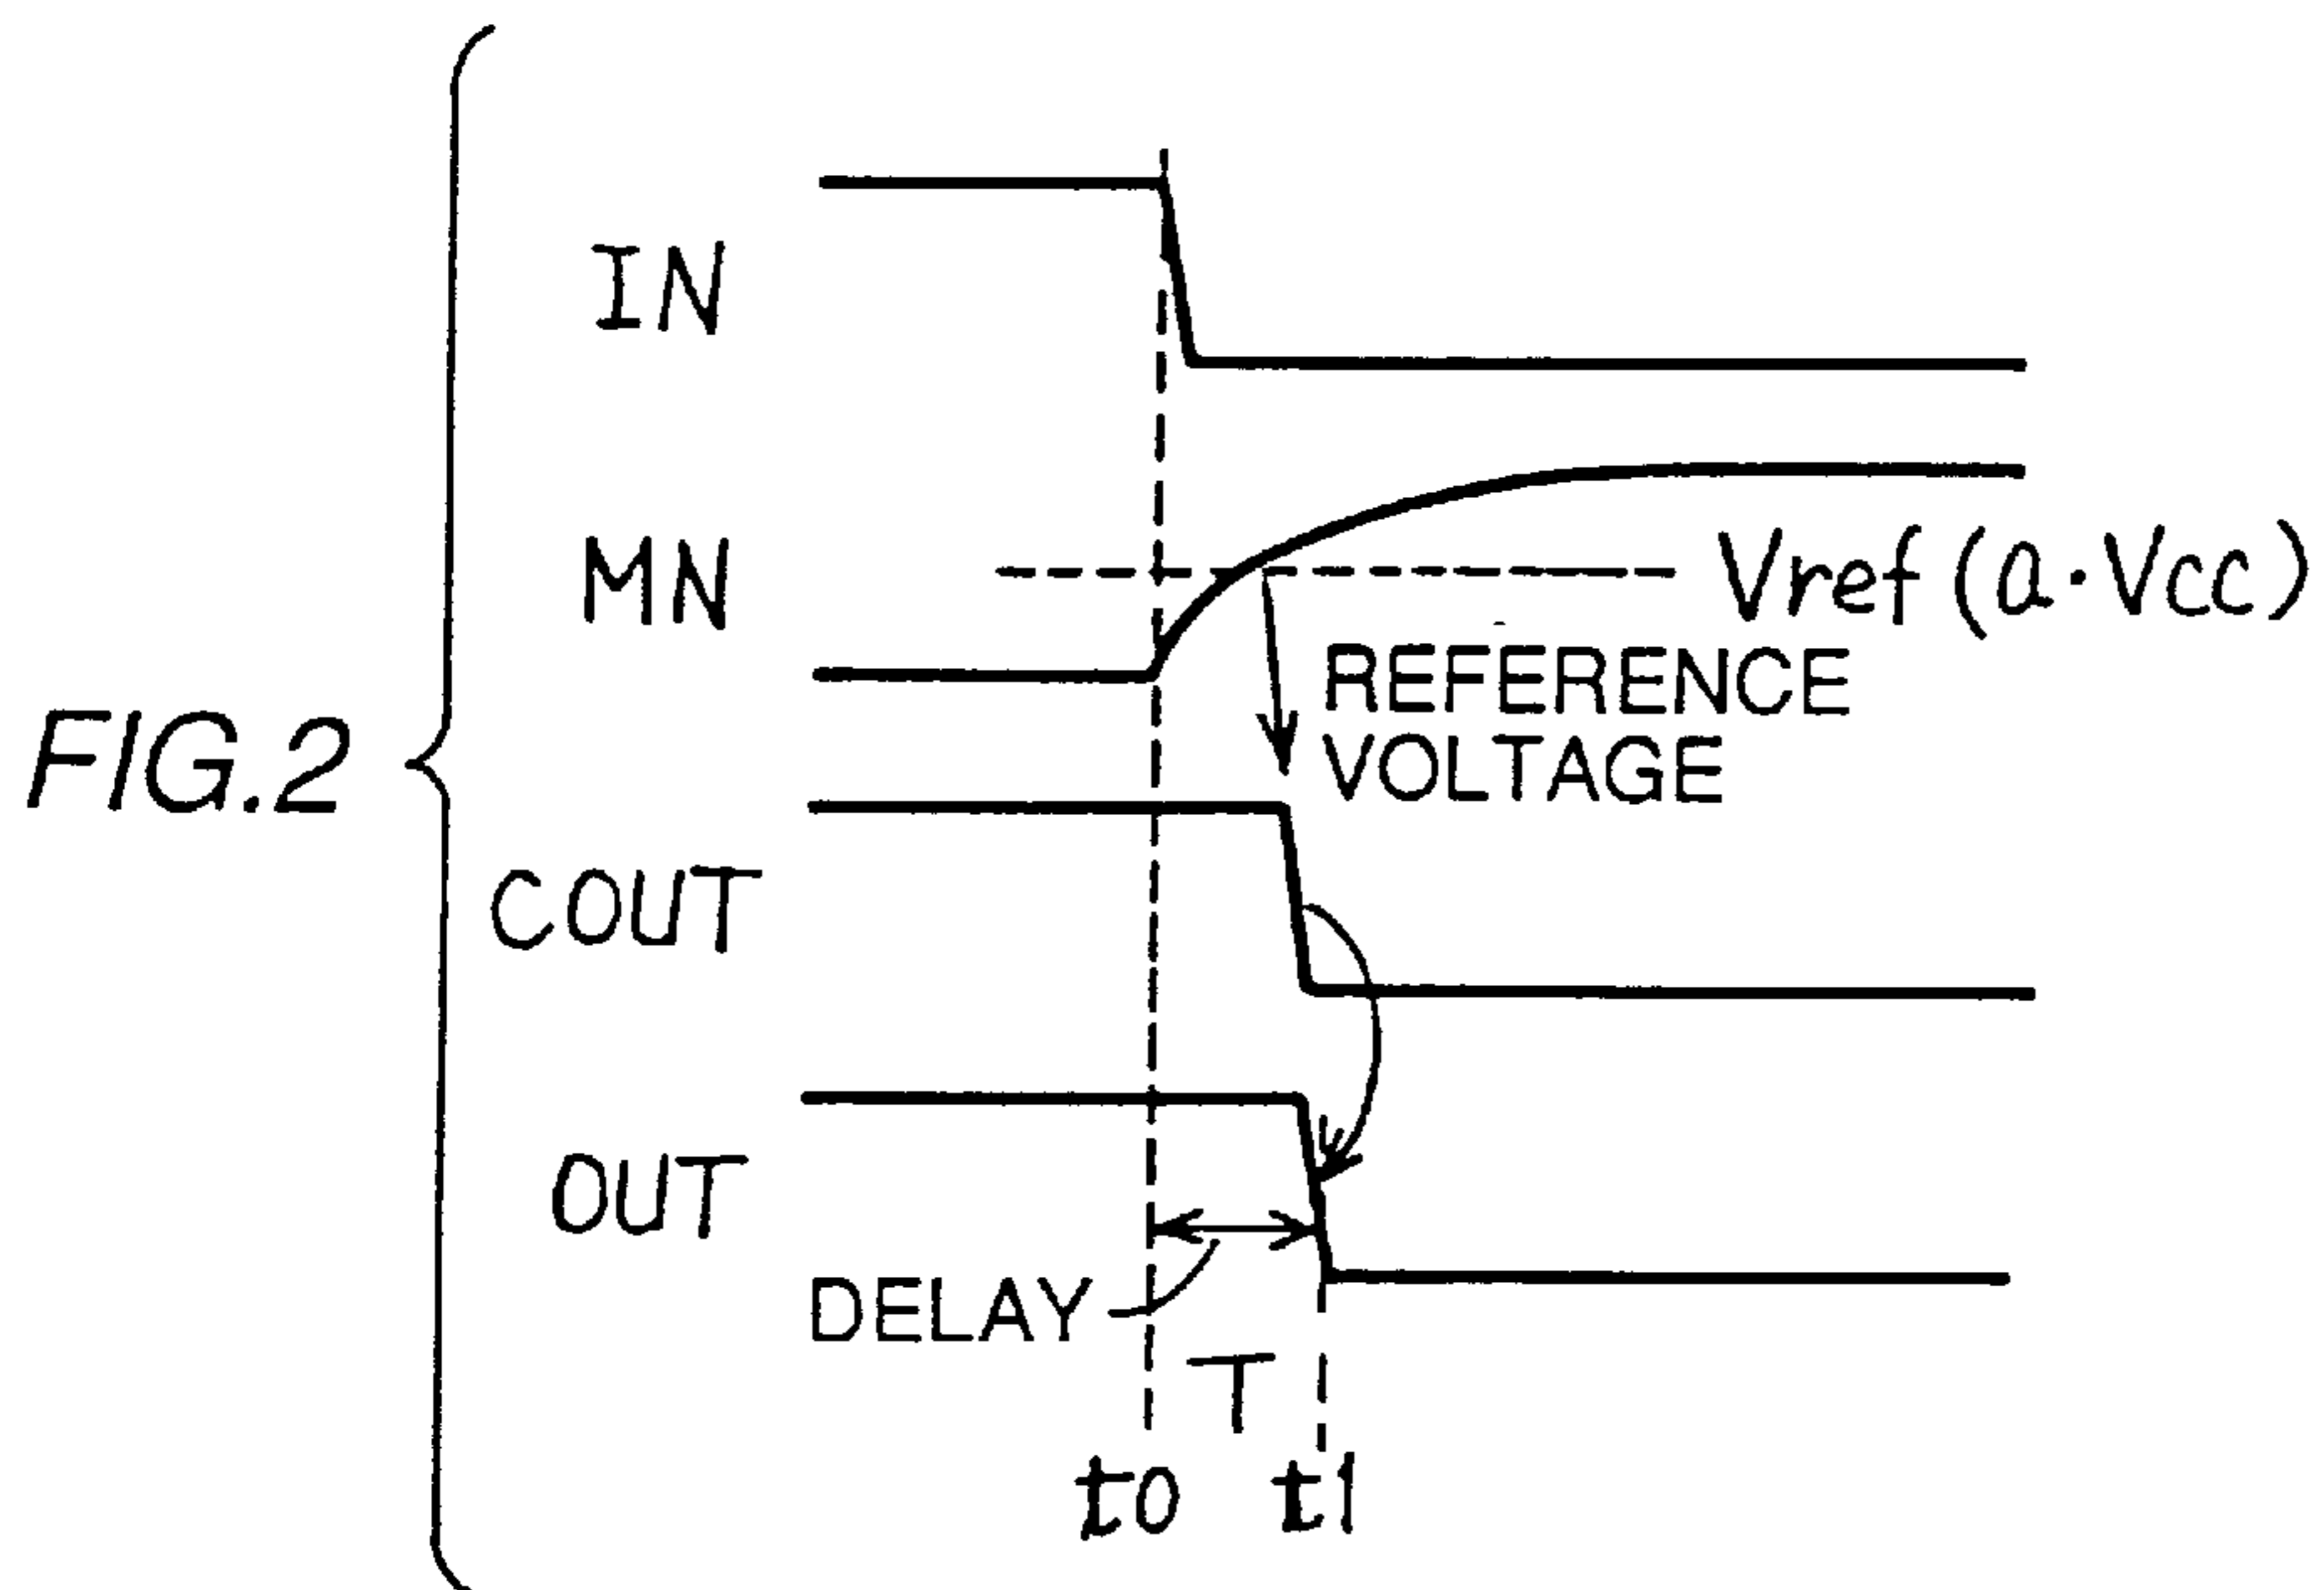 FIG.2
IN
MN
Vref (a·Vcc)
REFERENCE
VOLTAGE
COUT
OUT
DELAY
T
t0
t1